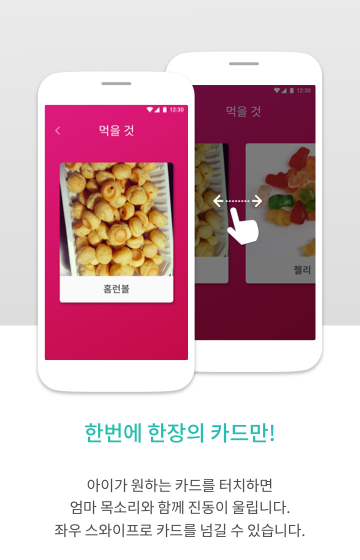 12:30
먹을 것
홈런볼
12:30
먹을 것
젤리
한번에 한장의 카드만!
아이가 원하는 카드를 터치하면
엄마 목소리와 함께 진동이 울립니다.
좌우 스와이프로 카드를 넘길 수 있습니다.